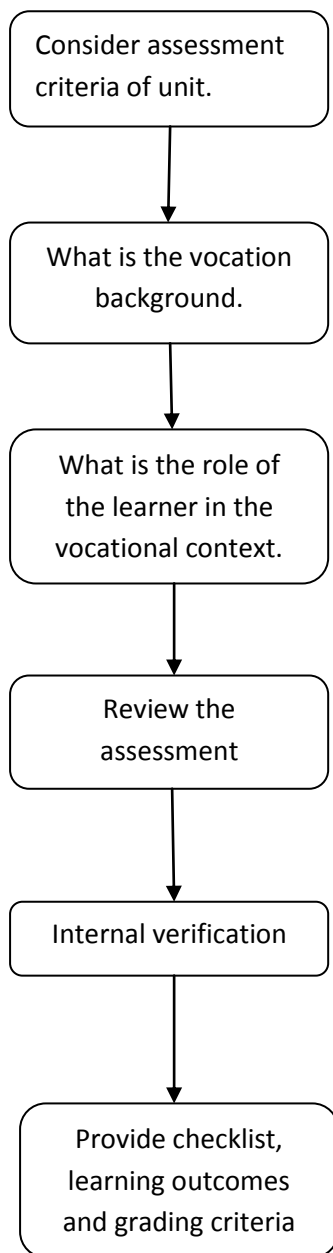 Consider assessment
criteria of unit.
What is the vocation
background.
What is the role of
the learner in the
vocational context.
Review the
assessment
Internal verification
Provide checklist,
learning outcomes
and grading criteria